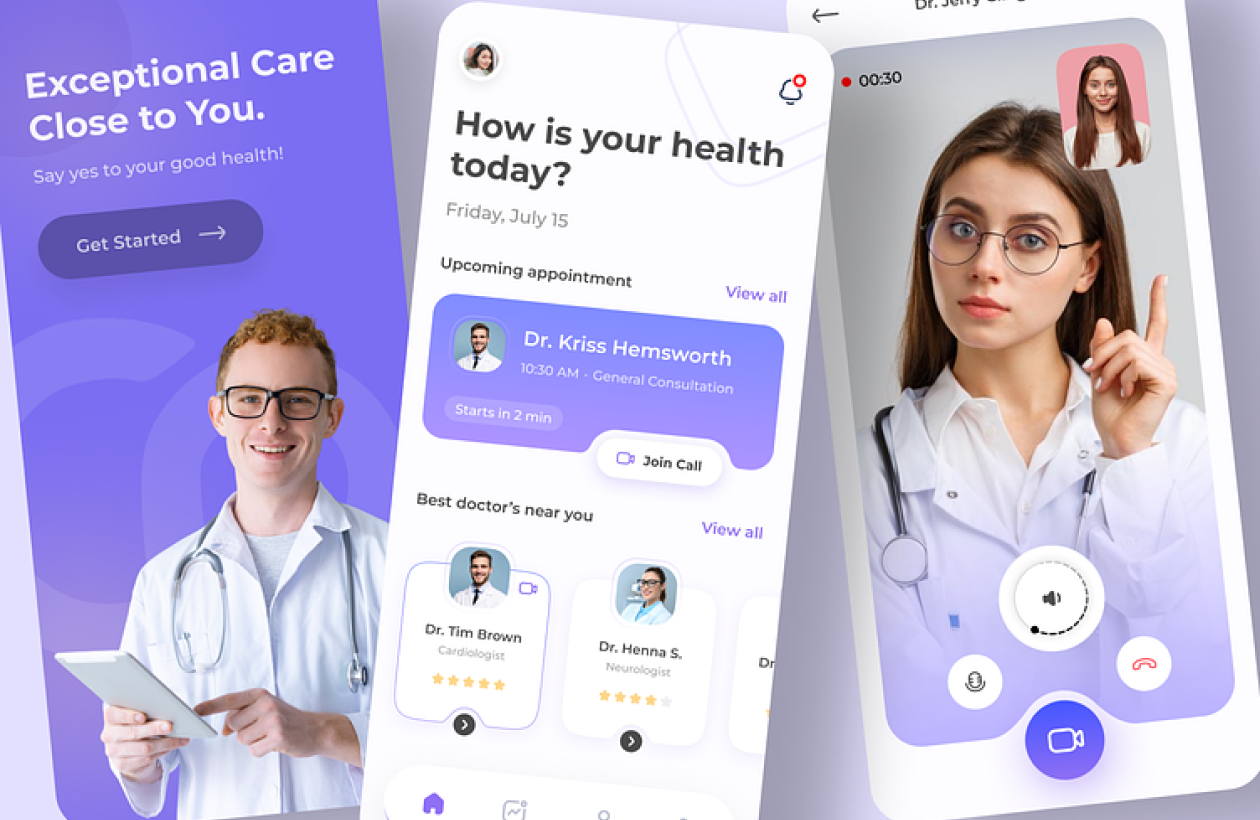 Exceptional Care
Close to You.
Say yes to your good health!
Get Started
How is your health
today?
Friday, July 15
Upcoming appointment
View all
Dr. Kriss Hemsworth
10:30 AM - General Consultation
Starts in 2 min
Join Call
Best doctor's near you
View all
Dr. Tim Brown
Cardiologist
Dr. Henna S.
Neurologist
Dr
Dr.
00:30